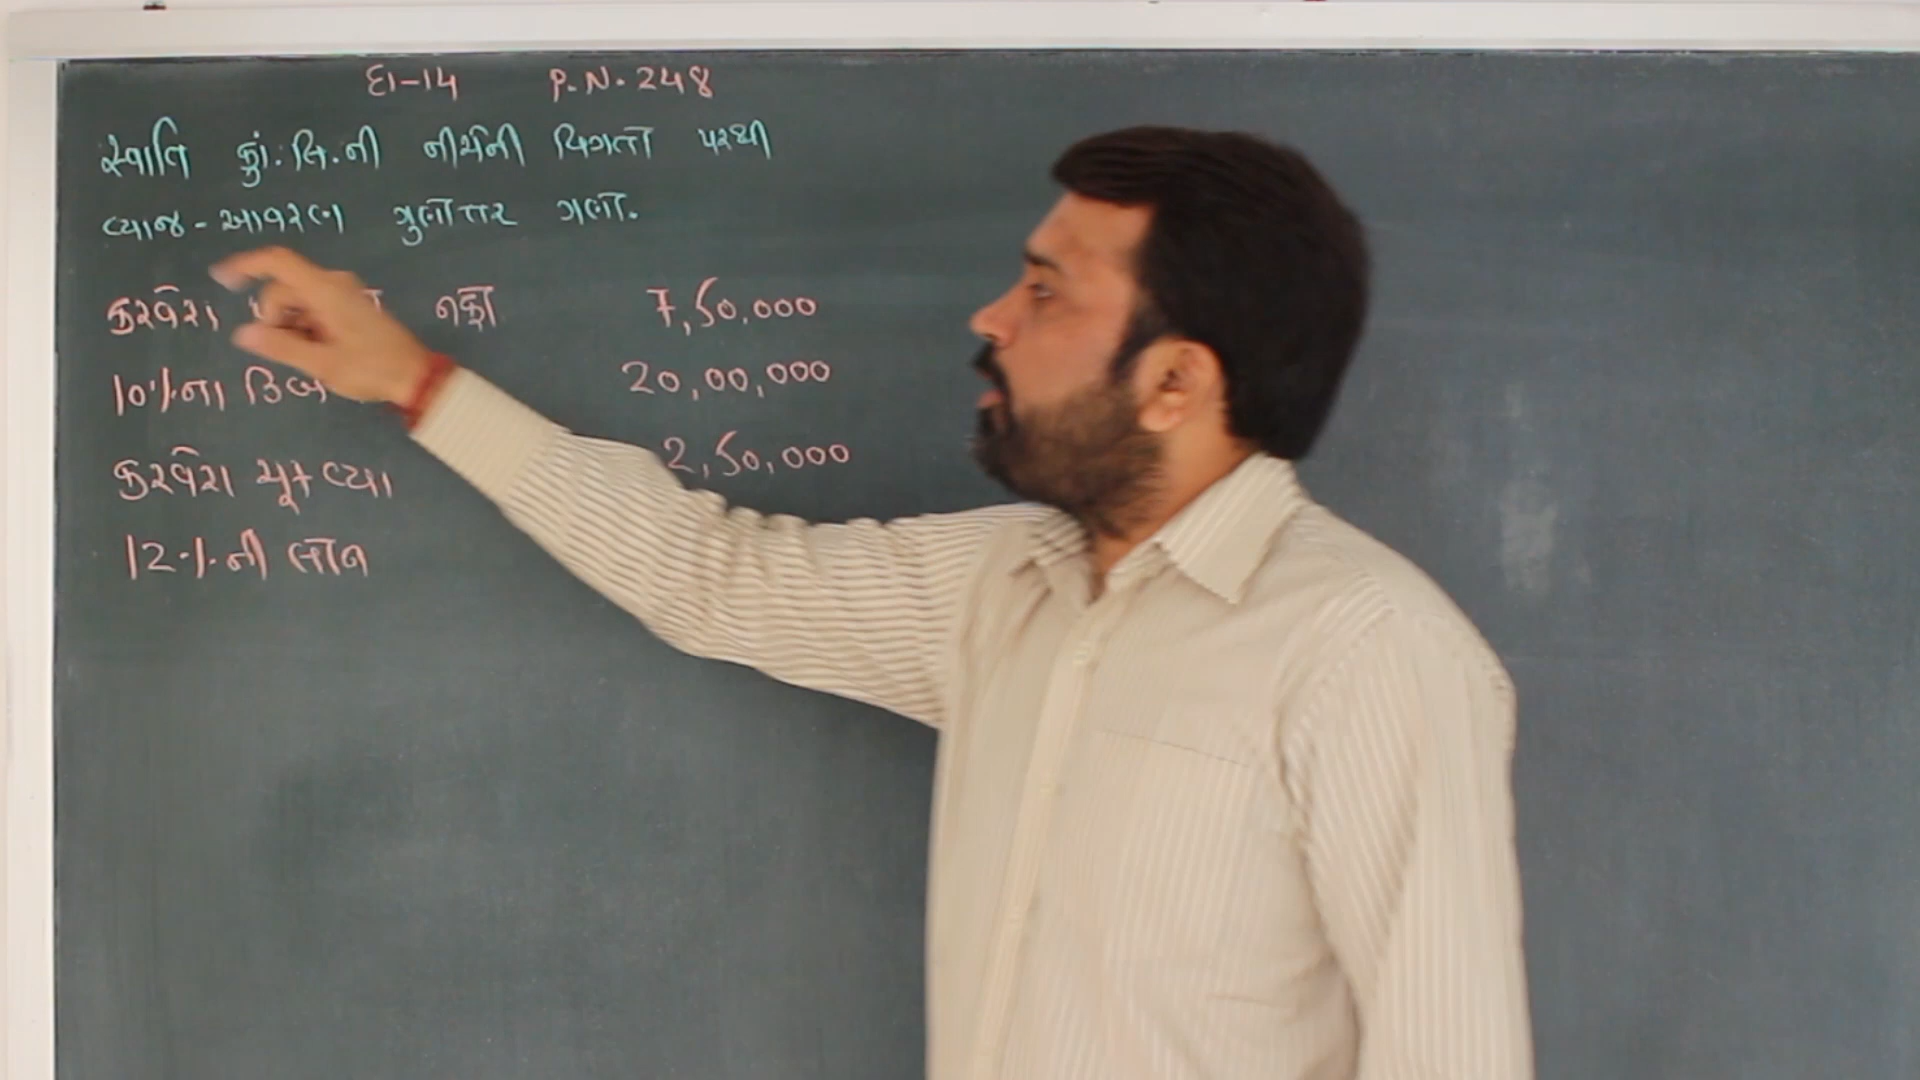 દા-14 P.N. 248
સ્વાતિ કાું. લિ. ની નીચેની વિગતો પરથી
વ્યાજ - આવરણ ગુણોત્તર ગણો.
કરવેરા નફો 7,50,000
10%ના ડિબે 20,00,000
કરવેરા ચૂકવ્યા 2,50,000
12%ની લોન